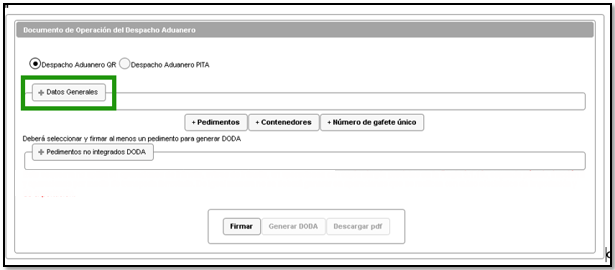 Documento de Operación del Despacho Aduanero
Despacho Aduanero QR Despacho Aduanero PITA
+ Datos Generales
+ Pedimentos + Contenedores + Número de gafete único
Deberá seleccionar y firmar al menos un pedimento para generar DODA
+ Pedimentos no integrados DODA
Firmar Generar DODA Descargar pdf